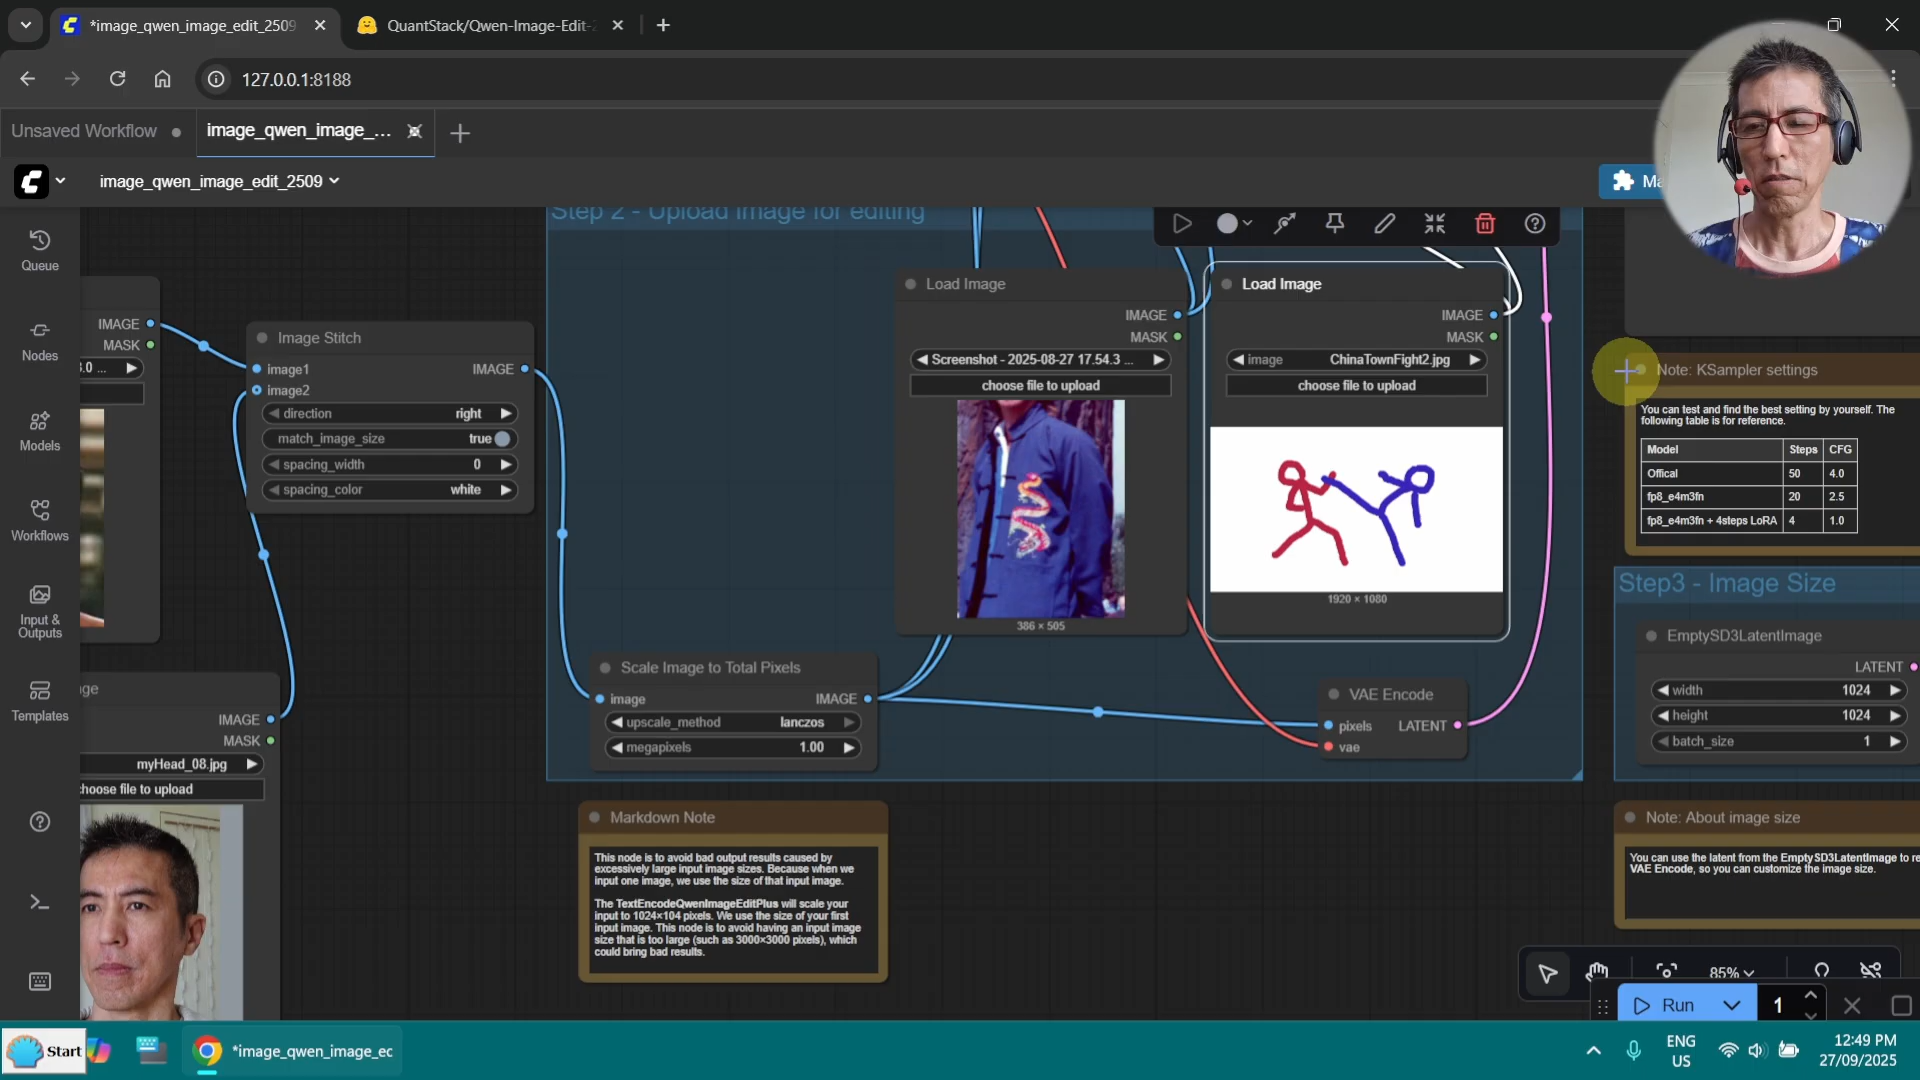 *image_qwen_image_edit_2509
QuantStack/Qwen-Image-Edit-2
127.0.0.1:8188
Unsaved Workflow
image_qwen_image_...
image_qwen_image_edit_2509
Ma
Queue
Nodes
Models
Workflows
Input &
Outputs
Templates
Step 2 - Upload image for editing
IMAGE
MASK
3.0 ...
Image Stitch
image1
IMAGE
image2
direction
right
match_image_size
true
spacing_width
0
spacing_color
white
Load Image
IMAGE
MASK
Screenshot - 2025-08-27 17.54.3 ...
choose file to upload
386 × 505
Load Image
IMAGE
MASK
image
ChinaTownFight2.jpg
choose file to upload
1920 × 1080
Note: KSampler settings
You can test and find the best setting by yourself. The
following table is for reference.
Model Steps CFG
Offical 50 4.0
fp8_e4m3fn 20 2.5
fp8_e4m3fn + 4steps LoRA 4 1.0
Step3 - Image Size
EmptySD3LatentImage
LATENT
width
1024
height
1024
batch_size
1
Scale Image to Total Pixels
image
IMAGE
upscale_method
lanczos
megapixels
1.00
VAE Encode
pixels
LATENT
vae
age
IMAGE
MASK
myHead_08.jpg
choose file to upload
Markdown Note
This node is to avoid bad output results caused by
excessively large input image sizes. Because when we
input one image, we use the size of that input image.
The TextEncodeQwenImageEditPlus will scale your
input to 1024×104 pixels. We use the size of your first
input image. This node is to avoid having an input image
size that is too large (such as 3000×3000 pixels), which
could bring bad results.
Note: About image size
You can use the latent from the EmptySD3LatentImage to re
VAE Encode, so you can customize the image size.
85%
Run
1
Start
*image_qwen_image_ec
ENG
US
12:49 PM
27/09/2025